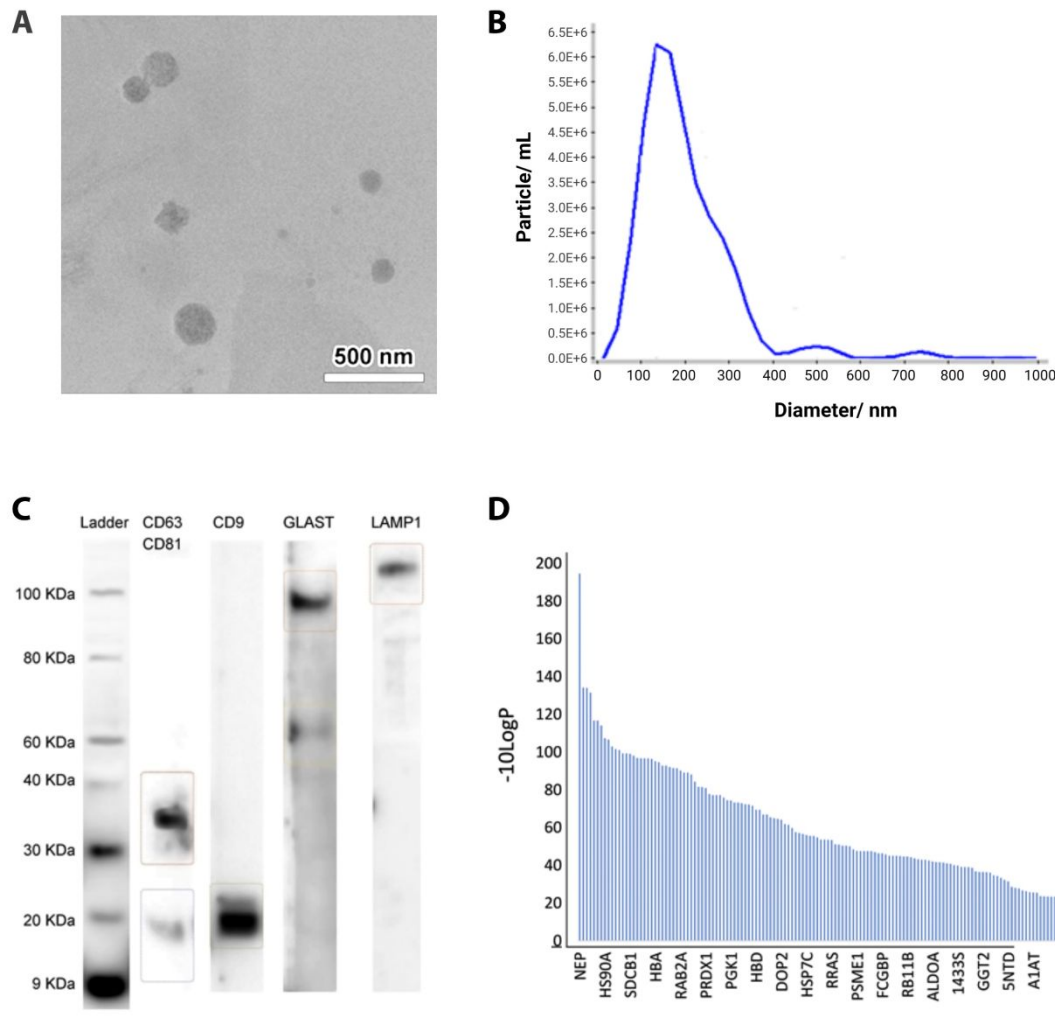 A
500 nm
B
6.5E+6
6.0E+6
5.5E+6
5.0E+6
4.5E+6
4.0E+6
3.5E+6
3.0E+6
2.5E+6
2.0E+6
1.5E+6
1.0E+6
0.5E+6
0.0E+6
Particle/ mL
0 100 200 300 400 500 600 700 800 900 1000
Diameter/ nm
C
Ladder CD63 CD9 GLAST LAMP1
CD81
100 KDa
80 KDa
60 KDa
40 KDa
30 KDa
20 KDa
9 KDa
D
200
180
160
140
120
100
80
60
40
20
0
-10LogP
NEP
HS90A
SDCB1
HBA
RAB2A
PRDX1
PGK1
HBD
DOP2
HSP7C
RRAS
PSME1
FCGBP
RB11B
ALDOA
1433S
GGT2
5NTD
A1AT